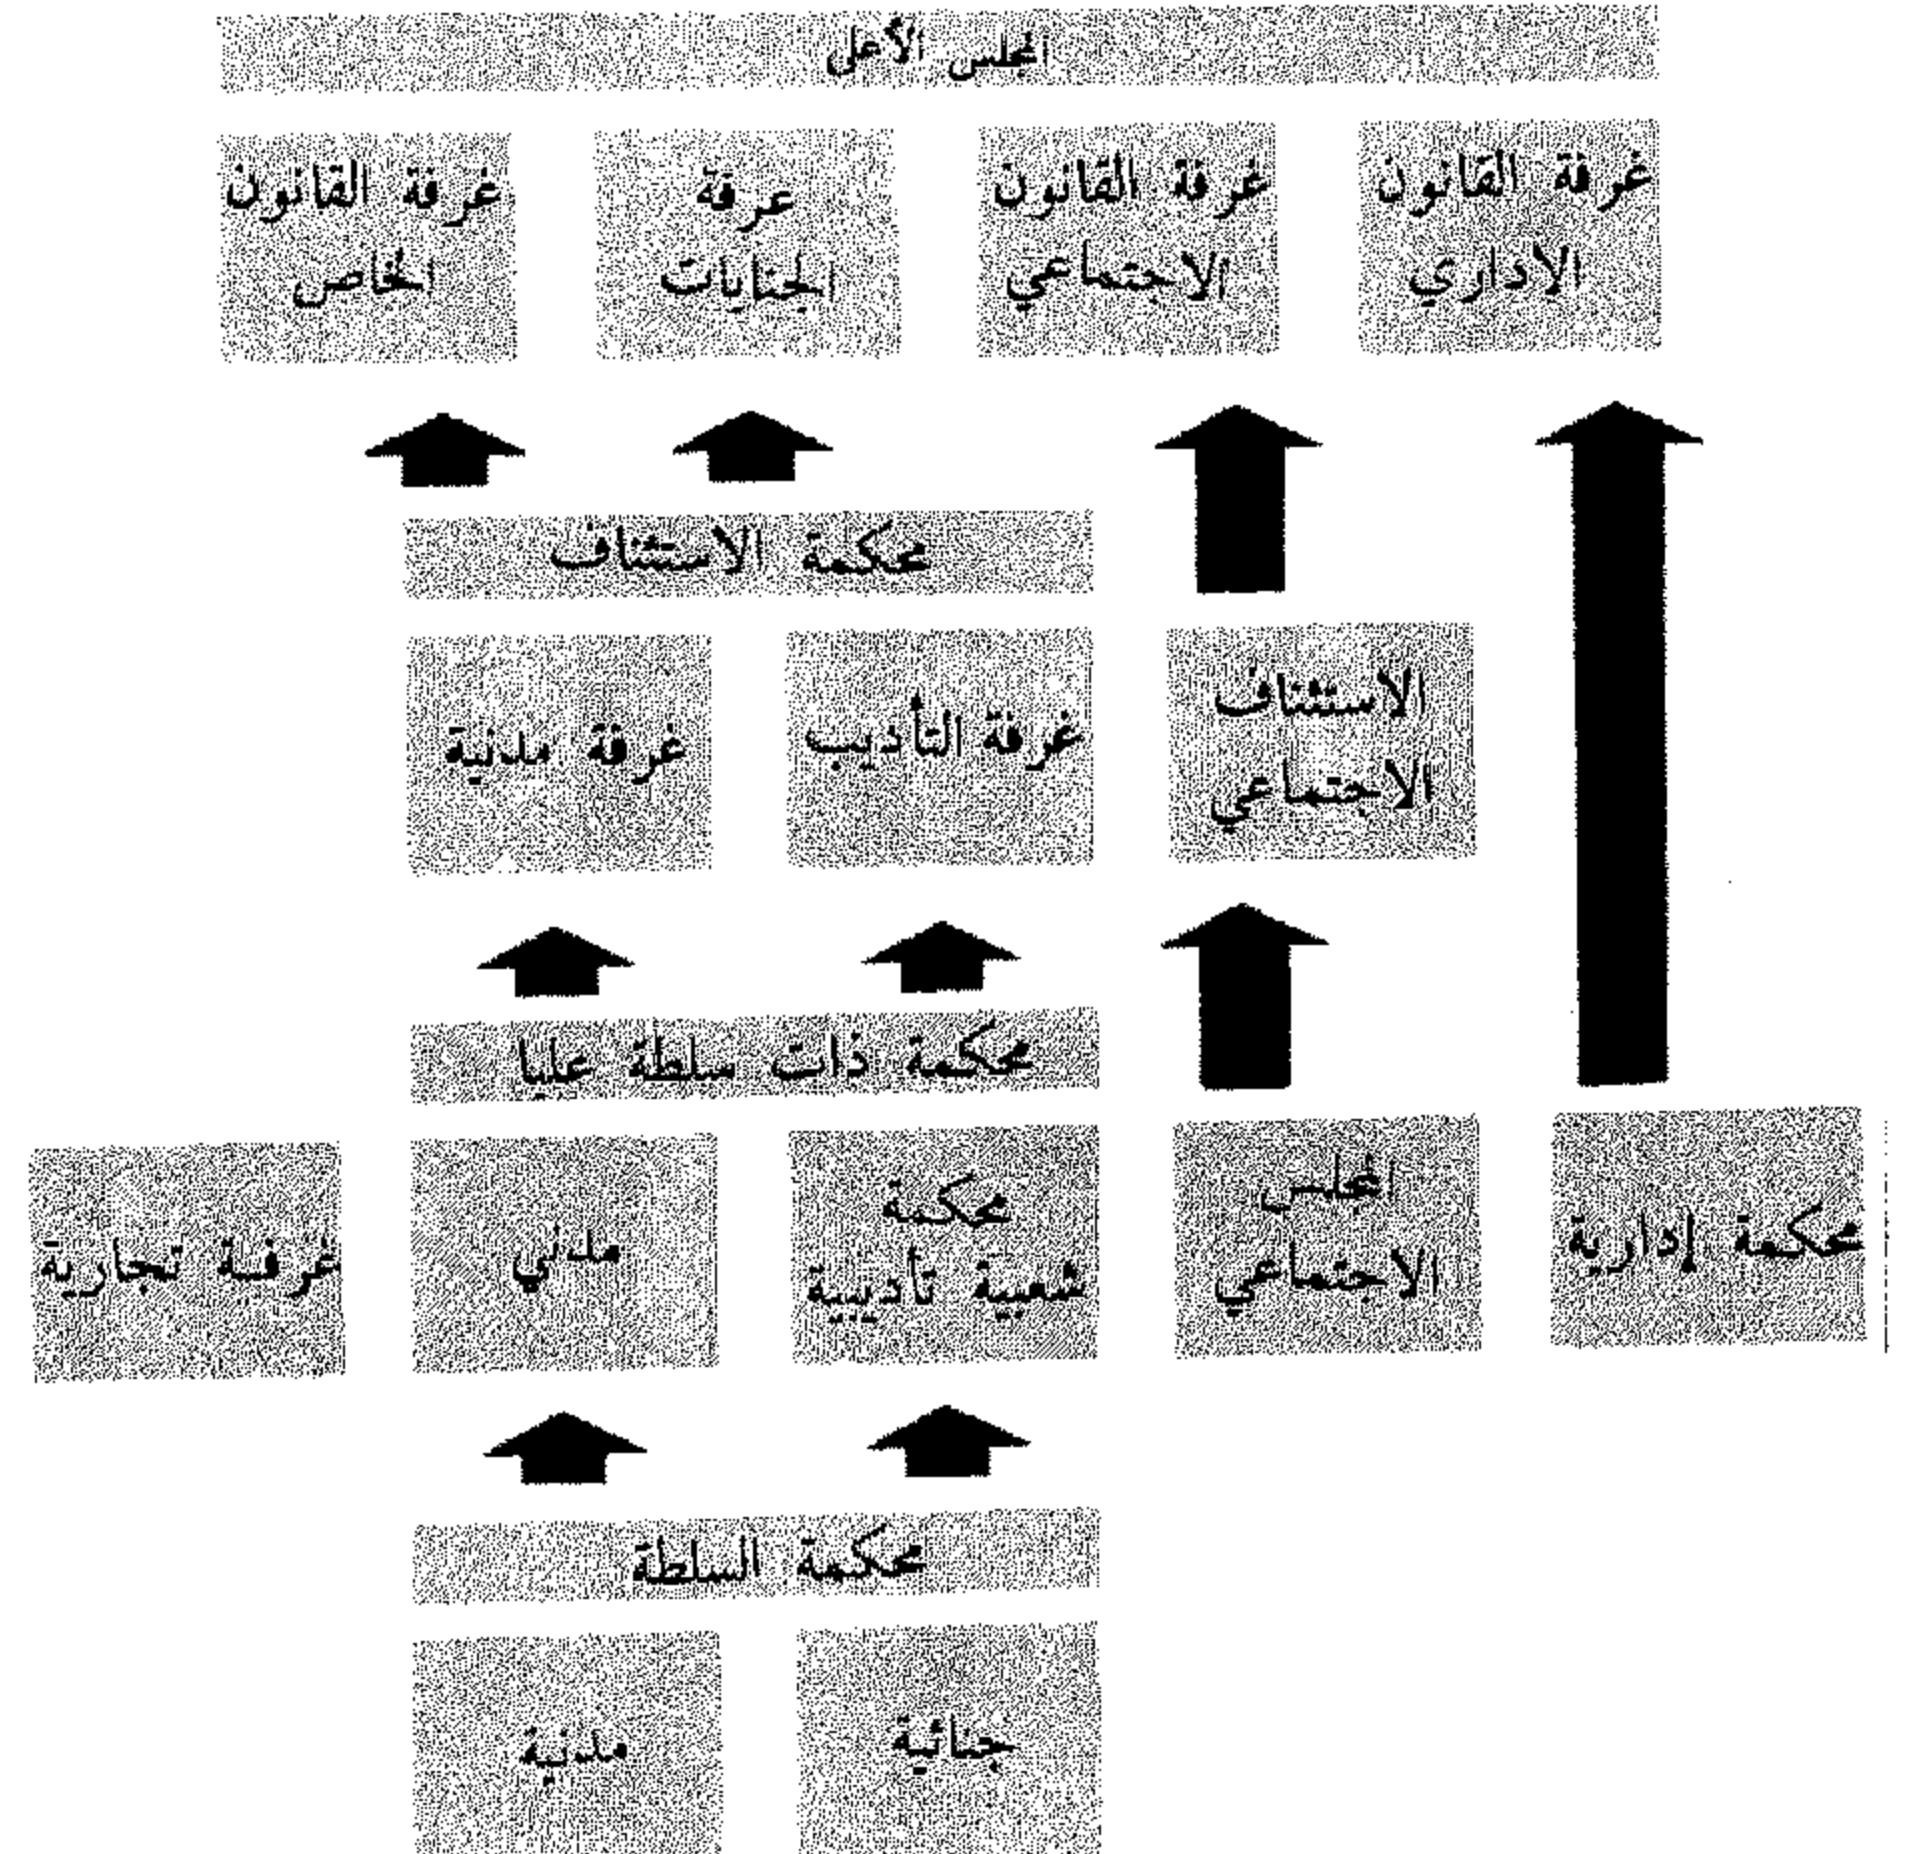 المجلس الأعلى
غرفة القانون
الإداري
غرفة القانون
الاجتماعي
عرفة
الجنايات
غرفة القانون
الخاص
محكمة الاستئناف
الاستئناف
الاجتماعي
غرفة التأديب
غرفة مدنية
محكمة ذات سلطة عليا
محكمة إدارية
المجلس
الاجتماعي
محكمة
شعبية تأديبية
مدني
غرفة تجارية
محكمة السلطة
جنائية
مدنية